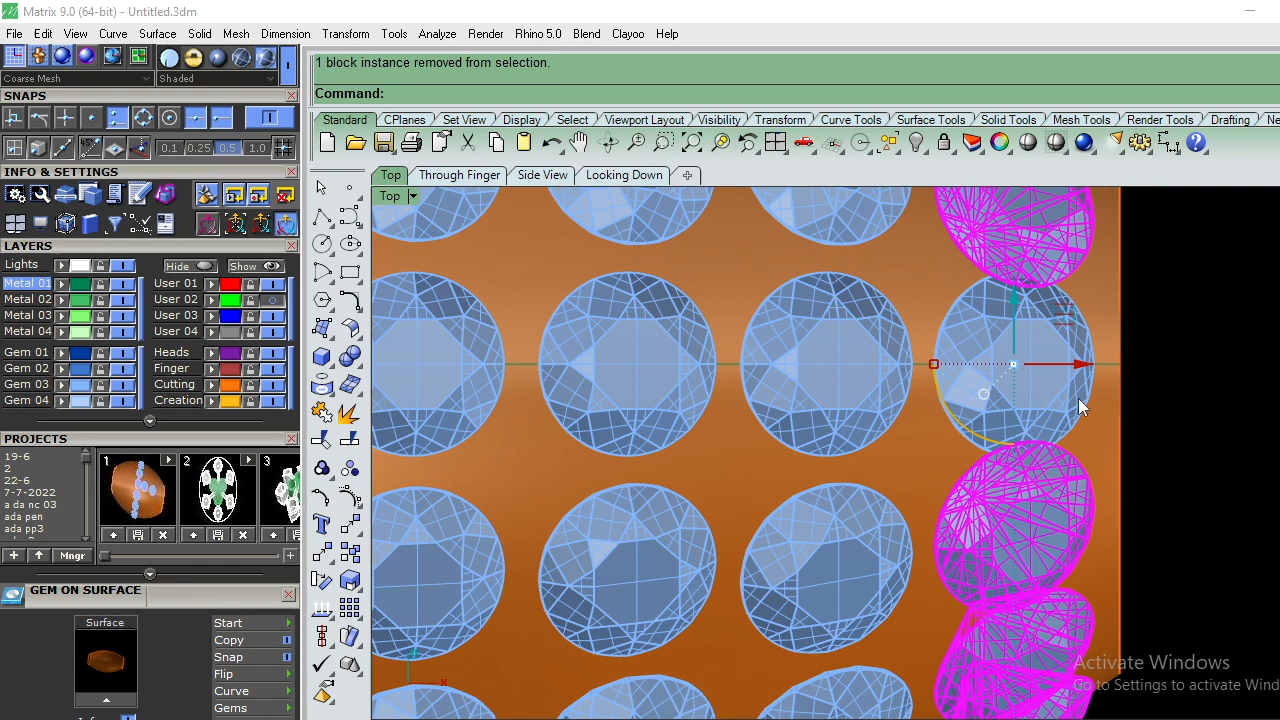 Matrix 9.0 (64-bit) - Untitled.3dm
File Edit View Curve Surface Solid Mesh Dimension Transform Tools Analyze Render Rhino 5.0 Blend Clayoo Help
Coarse Mesh Shaded
1 block instance removed from selection.
Command:
SNAPS
0.1 0.25 0.5 1.0
Standard CPlanes Set View Display Select Viewport Layout Visibility Transform Curve Tools Surface Tools Solid Tools Mesh Tools Render Tools Drafting Ne
INFO & SETTINGS
Top Through Finger Side View Looking Down
Top
LAYERS
Lights Hide Show
Metal 01 User 01
Metal 02 User 02
Metal 03 User 03
Metal 04 User 04
Gem 01 Heads
Gem 02 Finger
Gem 03 Cutting
Gem 04 Creation
PROJECTS
19-6
2
22-6
7-7-2022
a da nc 03
ada pen
ada pp3
1 2 3
Mngr
GEM ON SURFACE
Surface
Start
Copy
Snap
Flip
Curve
Gems
x
Activate Windows
Go to Settings to activate Wind